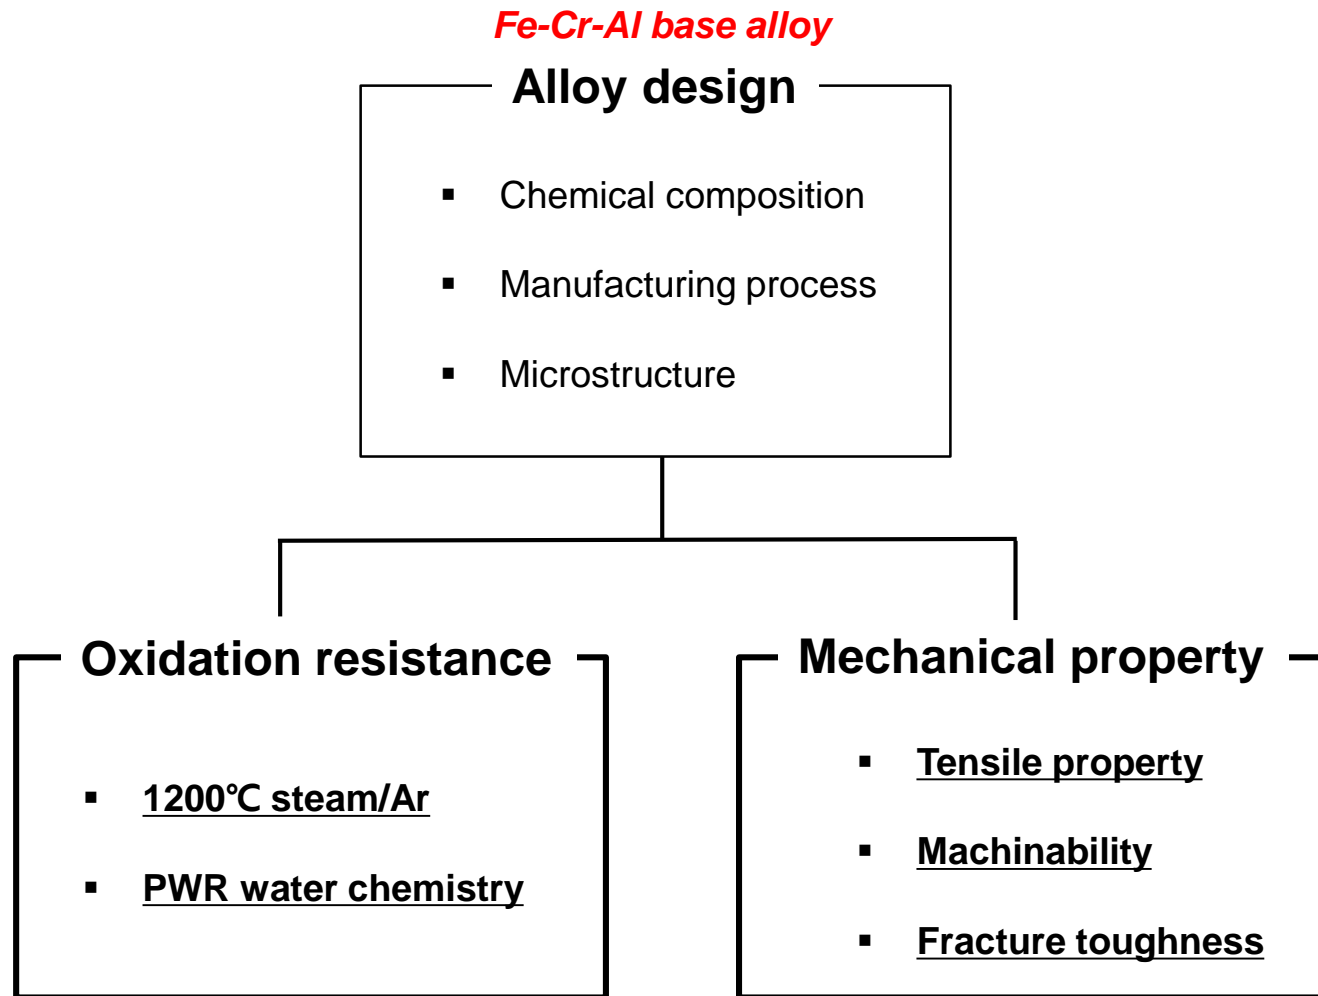 Fe-Cr-Al base alloy
Alloy design
▪ Chemical composition
▪ Manufacturing process
▪ Microstructure
Oxidation resistance
▪ 1200℃ steam/Ar
▪ PWR water chemistry
Mechanical property
▪ Tensile property
▪ Machinability
▪ Fracture toughness